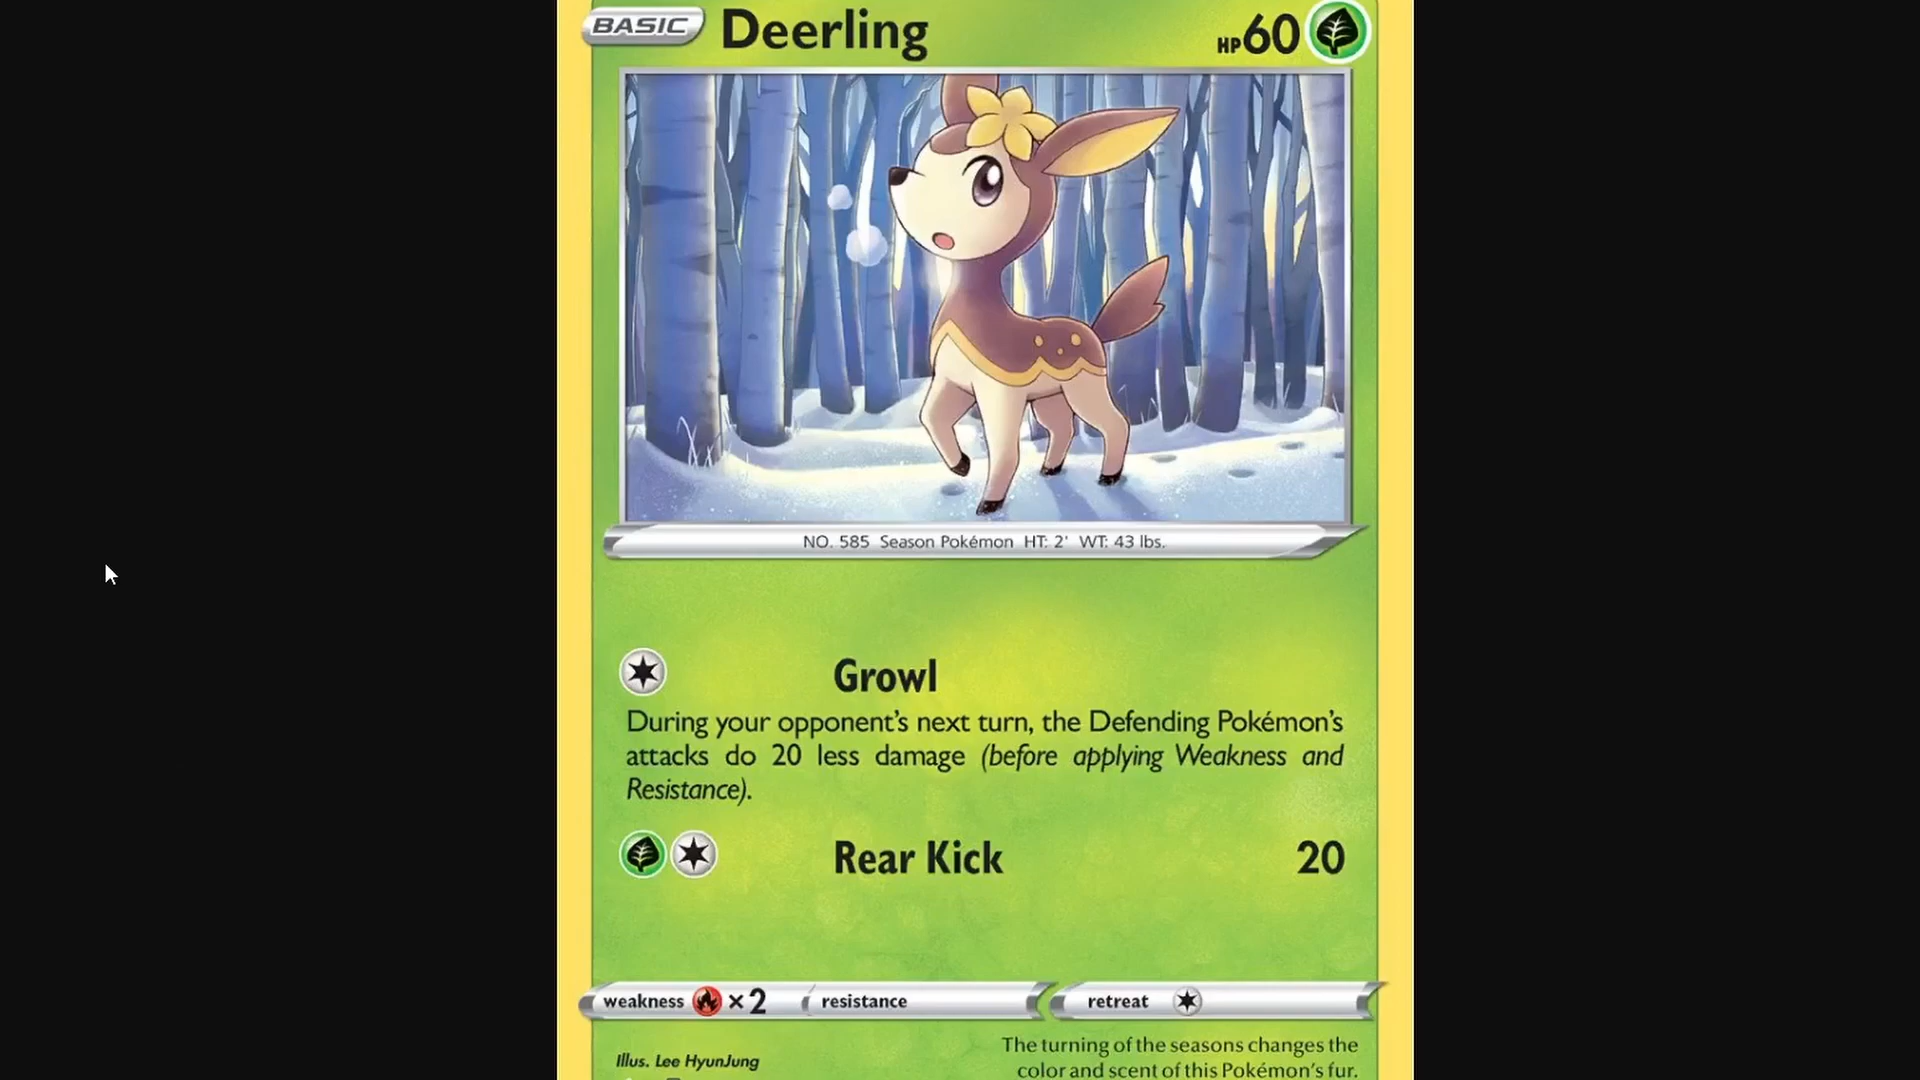 BASIC Deerling HP 60
NO. 585 Season Pokémon HT: 2' WT: 43 lbs.
Growl
During your opponent's next turn, the Defending Pokémon's
attacks do 20 less damage (before applying Weakness and
Resistance).
Rear Kick 20
weakness ×2 resistance retreat
Illus. Lee HyunJung
The turning of the seasons changes the
color and scent of this Pokémon's fur.